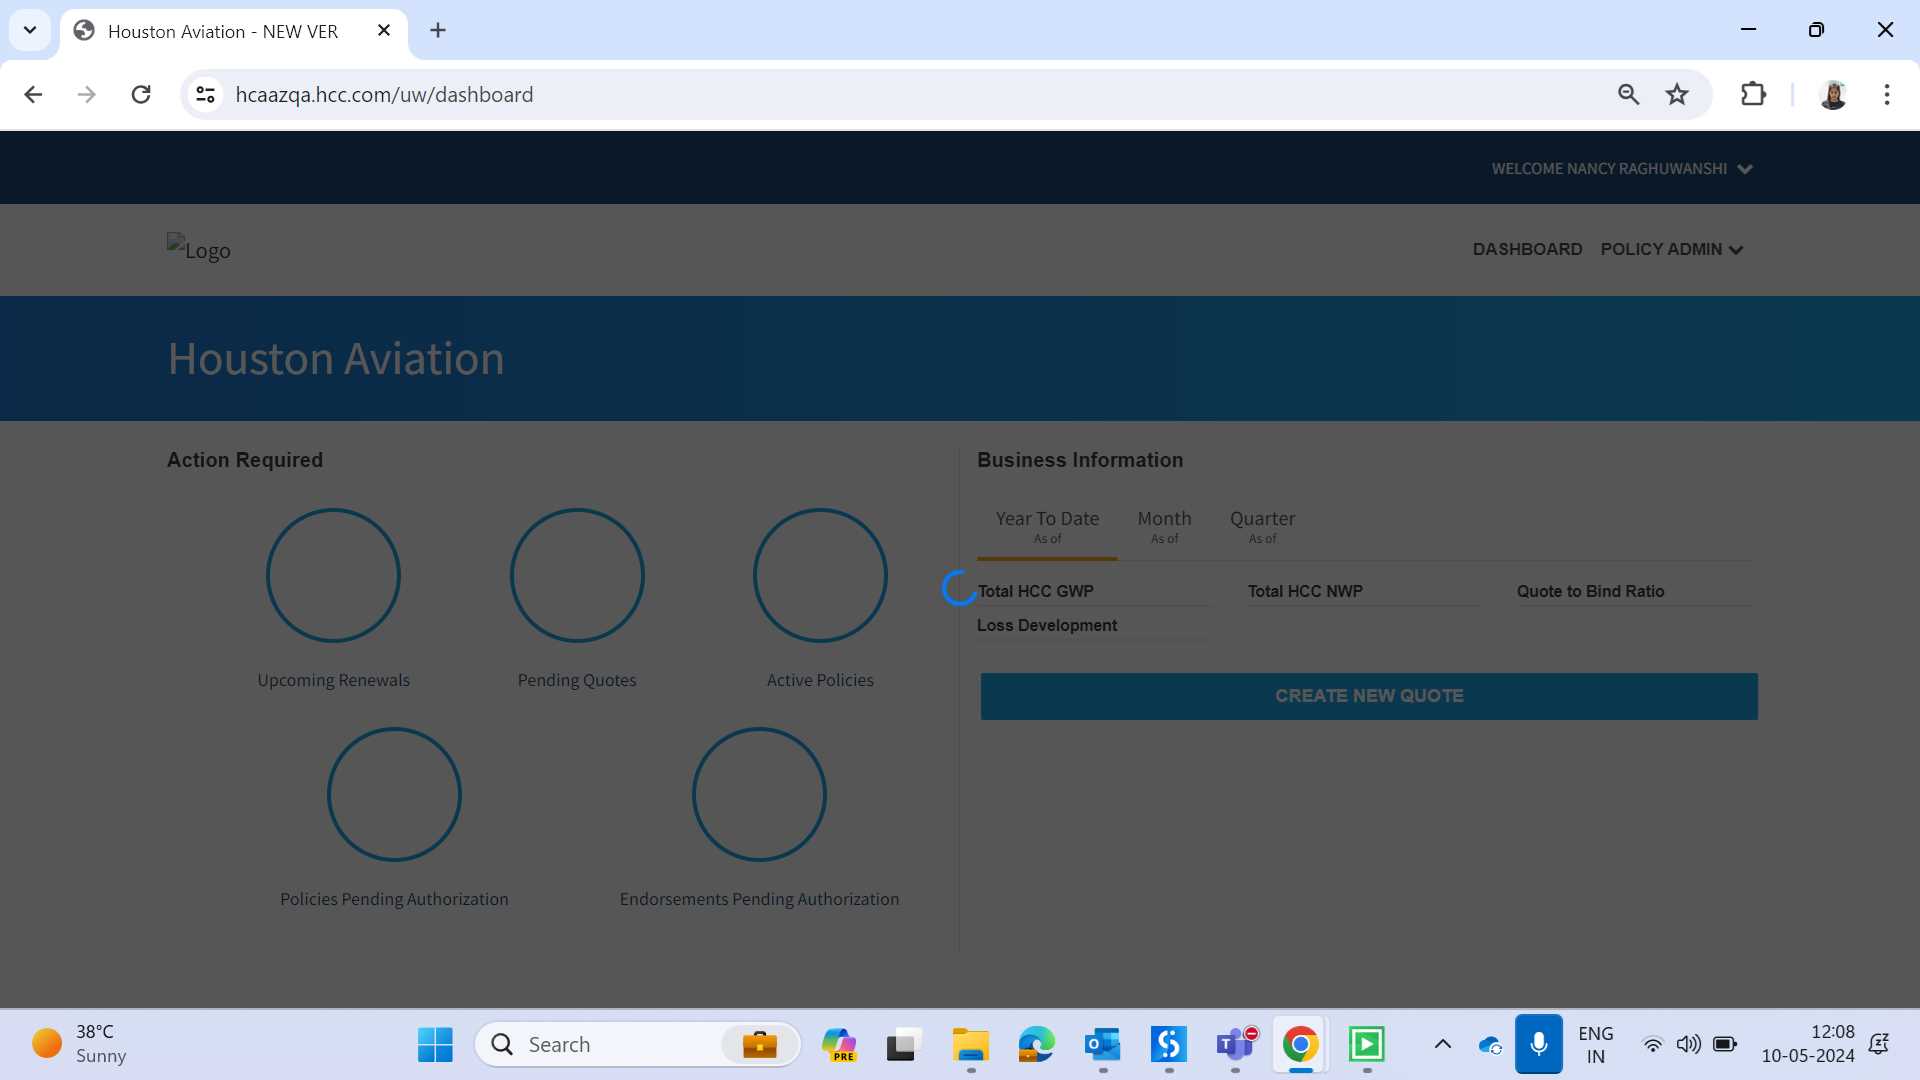 Houston Aviation - NEW VER
hcaazqa.hcc.com/uw/dashboard
WELCOME NANCY RAGHUWANSHI
Logo
DASHBOARD POLICY ADMIN
Houston Aviation
Action Required
Upcoming Renewals
Pending Quotes
Active Policies
Policies Pending Authorization
Endorsements Pending Authorization
Business Information
Year To Date
As of
Month
As of
Quarter
As of
Total HCC GWP
Total HCC NWP
Quote to Bind Ratio
Loss Development
CREATE NEW QUOTE
38°C
Sunny
Search
PRE
ENG
IN
12:08
10-05-2024